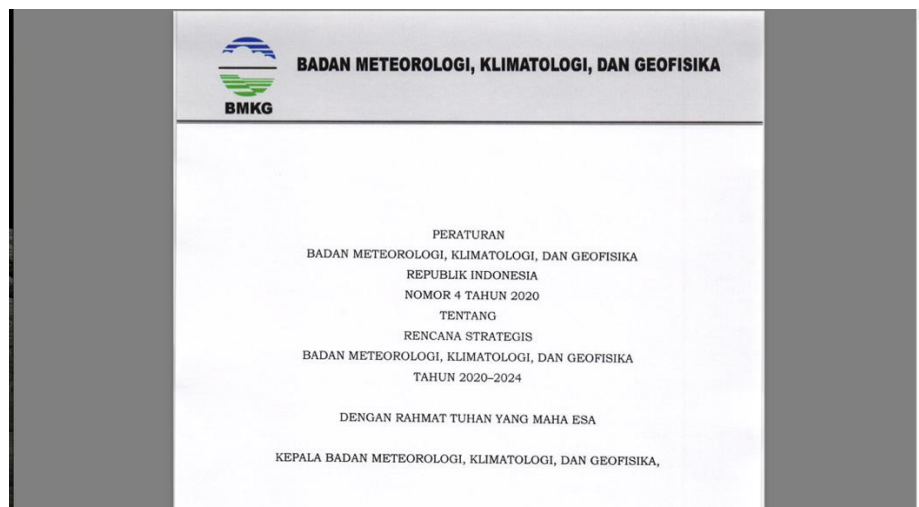 BADAN METEOROLOGI, KLIMATOLOGI, DAN GEOFISIKA
BMKG
PERATURAN
BADAN METEOROLOGI, KLIMATOLOGI, DAN GEOFISIKA
REPUBLIK INDONESIA
NOMOR 4 TAHUN 2020
TENTANG
RENCANA STRATEGIS
BADAN METEOROLOGI, KLIMATOLOGI, DAN GEOFISIKA
TAHUN 2020–2024
DENGAN RAHMAT TUHAN YANG MAHA ESA
KEPALA BADAN METEOROLOGI, KLIMATOLOGI, DAN GEOFISIKA,